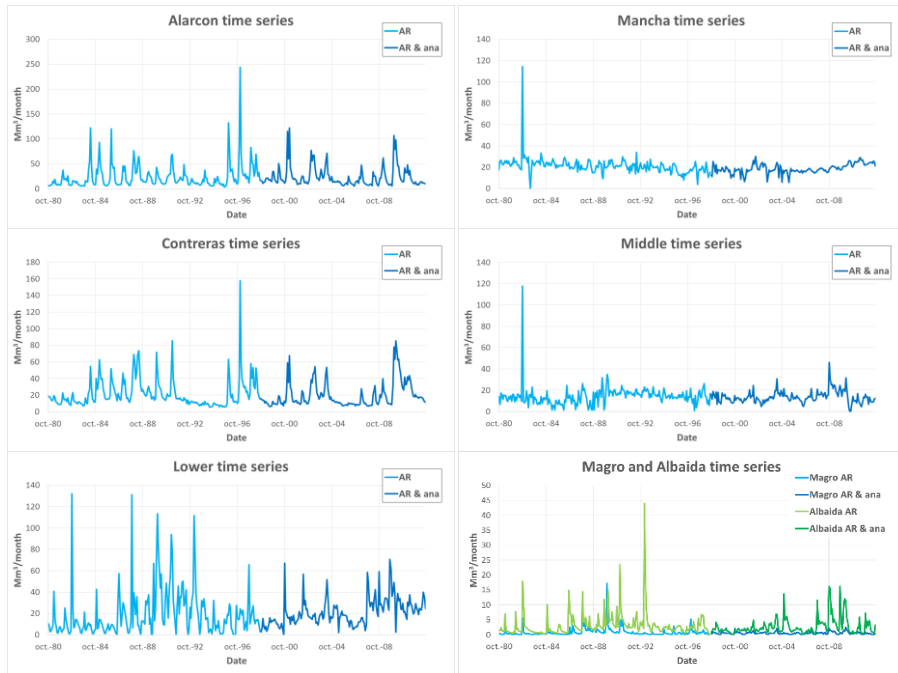 Alarcon time series
AR
AR & ana
Mm³/month
300
250
200
150
100
50
0
oct.-80 oct.-84 oct.-88 oct.-92 oct.-96 oct.-00 oct.-04 oct.-08
Date
Mancha time series
AR
AR & ana
Mm³/month
140
120
100
80
60
40
20
0
oct.-80 oct.-84 oct.-88 oct.-92 oct.-96 oct.-00 oct.-04 oct.-08
Date
Contreras time series
AR
AR & ana
Mm³/month
180
160
140
120
100
80
60
40
20
0
oct.-80 oct.-84 oct.-88 oct.-92 oct.-96 oct.-00 oct.-04 oct.-08
Date
Middle time series
AR
AR & ana
Mm³/month
140
120
100
80
60
40
20
0
oct.-80 oct.-84 oct.-88 oct.-92 oct.-96 oct.-00 oct.-04 oct.-08
Date
Lower time series
AR
AR & ana
Mm³/month
140
120
100
80
60
40
20
0
oct.-80 oct.-84 oct.-88 oct.-92 oct.-96 oct.-00 oct.-04 oct.-08
Date
Magro and Albaida time series
Magro AR
Magro AR & ana
Albaida AR
Albaida AR & ana
Mm³/month
50
45
40
35
30
25
20
15
10
5
0
oct.-80 oct.-84 oct.-88 oct.-92 oct.-96 oct.-00 oct.-04 oct.-08
Date